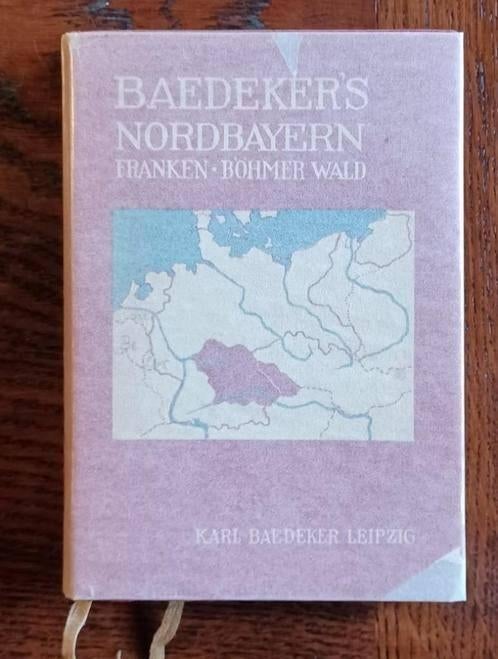 BAEDEKER'S
NORDBAYERN
FRANKEN · BÖHMER WALD
KARL BAEDEKER LEIPZIG